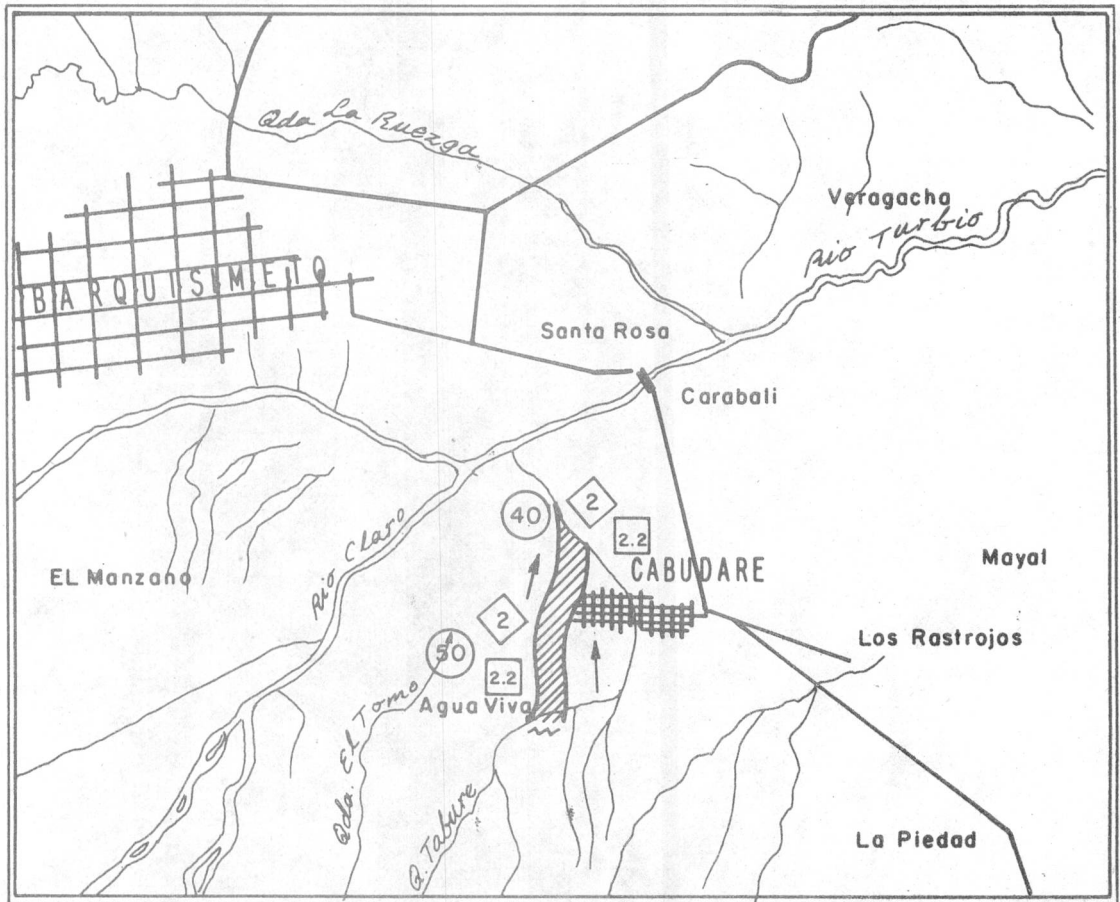 Qda La Ruezga
Veragacha
Rio Turbio
BARQUISIMETO
Santa Rosa
Carabali
40
2
2.2
Rio Claro
CABUDARE
Mayal
EL Manzano
2
50
2.2
Los Rastrojos
Agua Viva
Qda. El Tomo
Q. Tabure
La Piedad